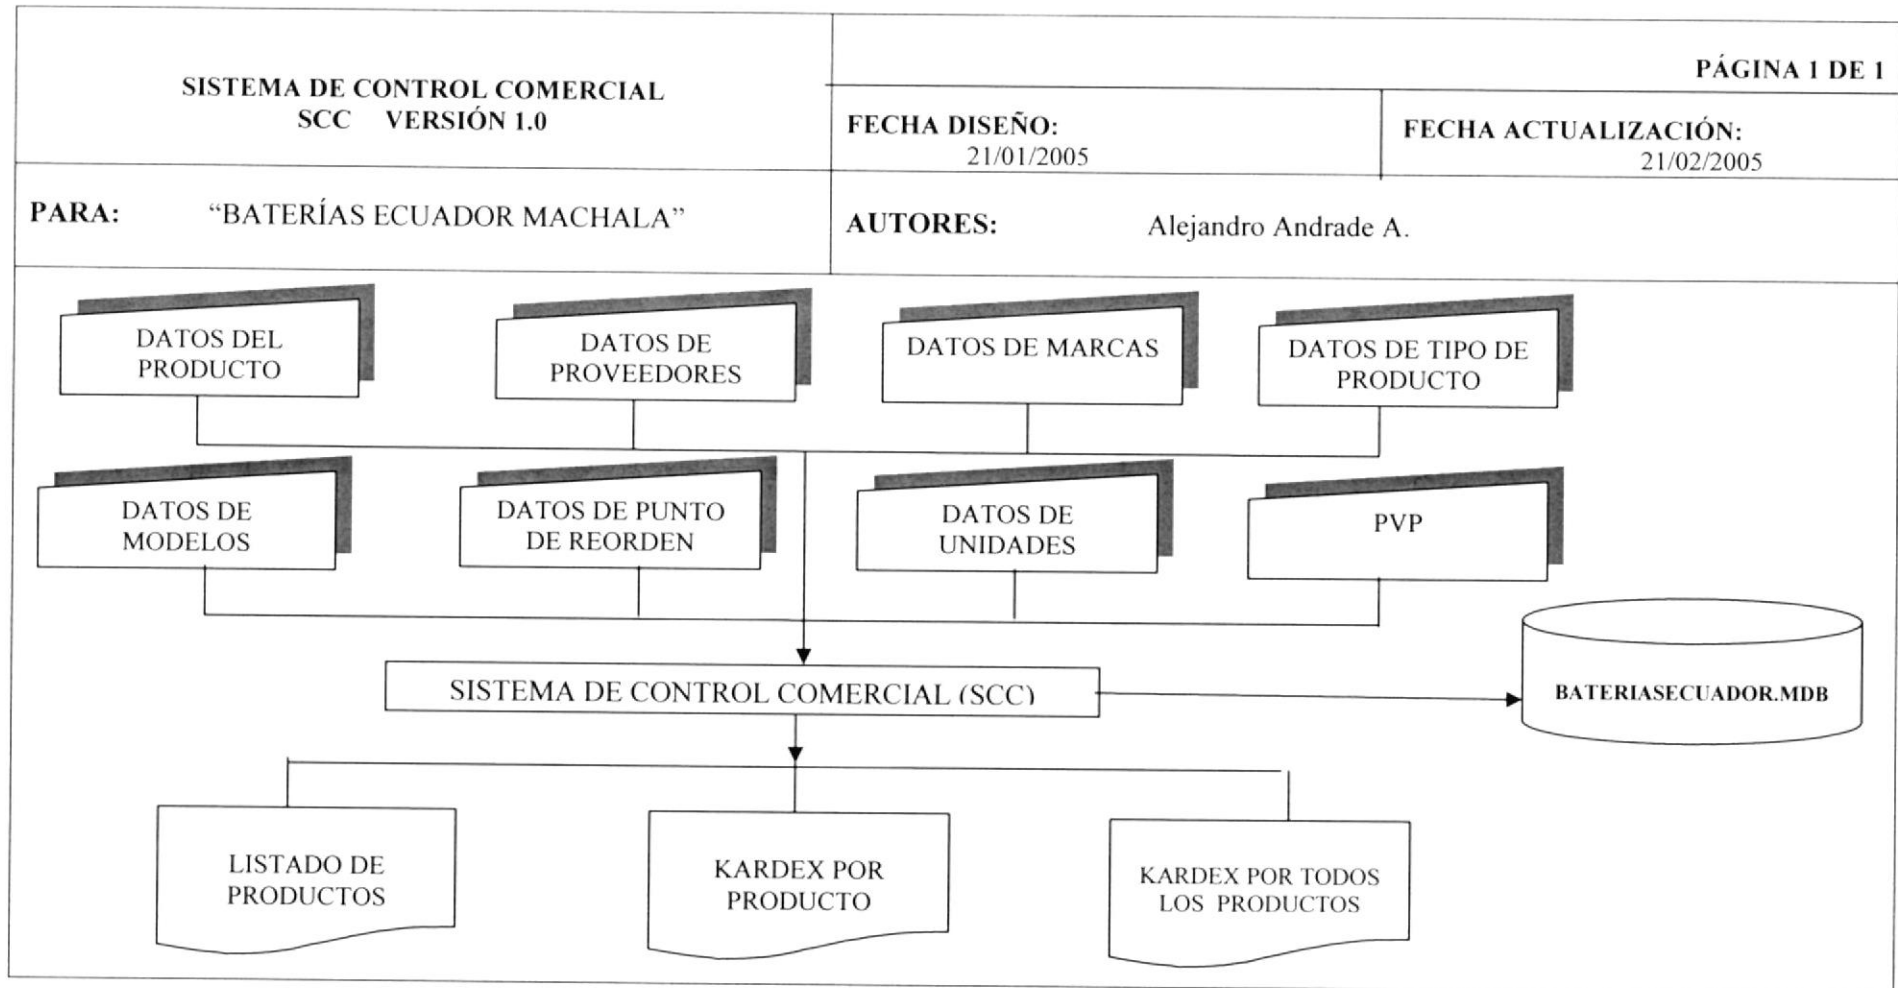 SISTEMA DE CONTROL COMERCIAL
SCC VERSIÓN 1.0
PÁGINA 1 DE 1
FECHA DISEÑO:
21/01/2005
FECHA ACTUALIZACIÓN:
21/02/2005
PARA: “BATERÍAS ECUADOR MACHALA”
AUTORES: Alejandro Andrade A.
DATOS DEL
PRODUCTO
DATOS DE
PROVEEDORES
DATOS DE MARCAS
DATOS DE TIPO DE
PRODUCTO
DATOS DE
MODELOS
DATOS DE PUNTO
DE REORDEN
DATOS DE
UNIDADES
PVP
SISTEMA DE CONTROL COMERCIAL (SCC)
BATERIASECUADOR.MDB
LISTADO DE
PRODUCTOS
KARDEX POR
PRODUCTO
KARDEX POR TODOS
LOS PRODUCTOS